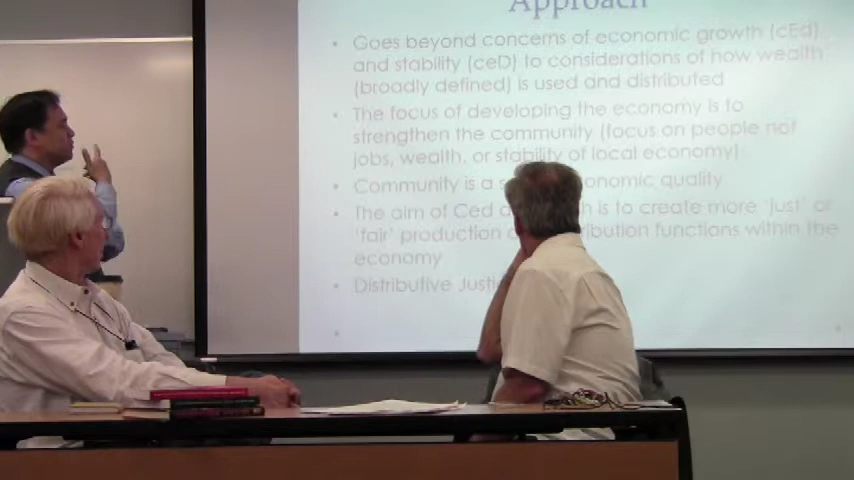 Approach
• Goes beyond concerns of economic growth (cEd)
and stability (ceD) to considerations of how wealth
(broadly defined) is used and distributed
• The focus of developing the economy is to
strengthen the community (focus on people not
jobs, wealth, or stability of local economy)
• Community is a s onomic quality
• The aim of Ced a h is to create more ‘just’ or
‘fair’ production ibution functions within the
economy
• Distributive Justi